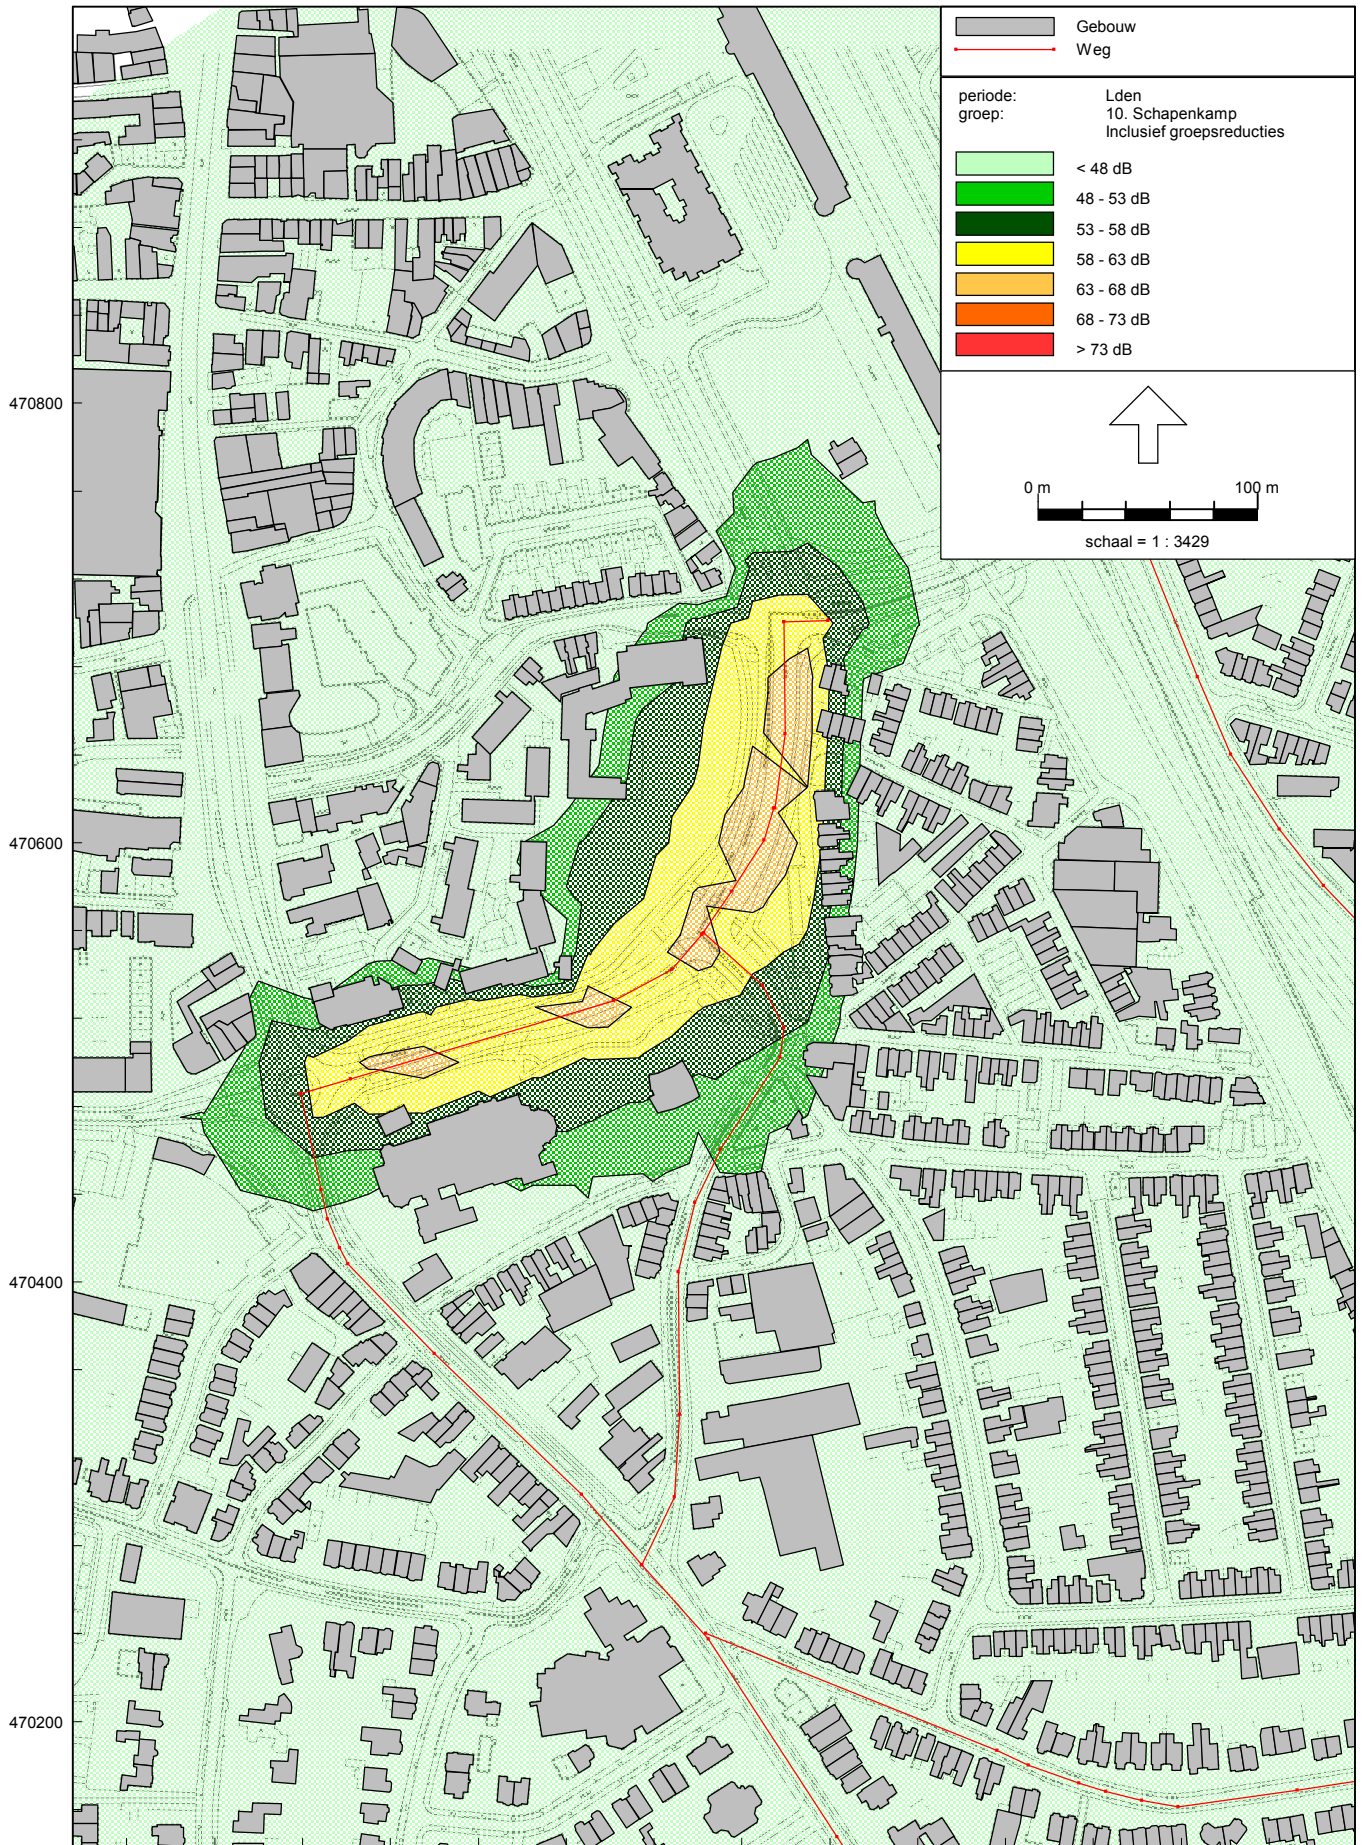 Gebouw
Weg
periode: Lden
groep: 10. Schapenkamp
Inclusief groepsreducties
< 48 dB
48 - 53 dB
53 - 58 dB
58 - 63 dB
63 - 68 dB
68 - 73 dB
> 73 dB
0 m 100 m
schaal = 1 : 3429
470800
470600
470400
470200